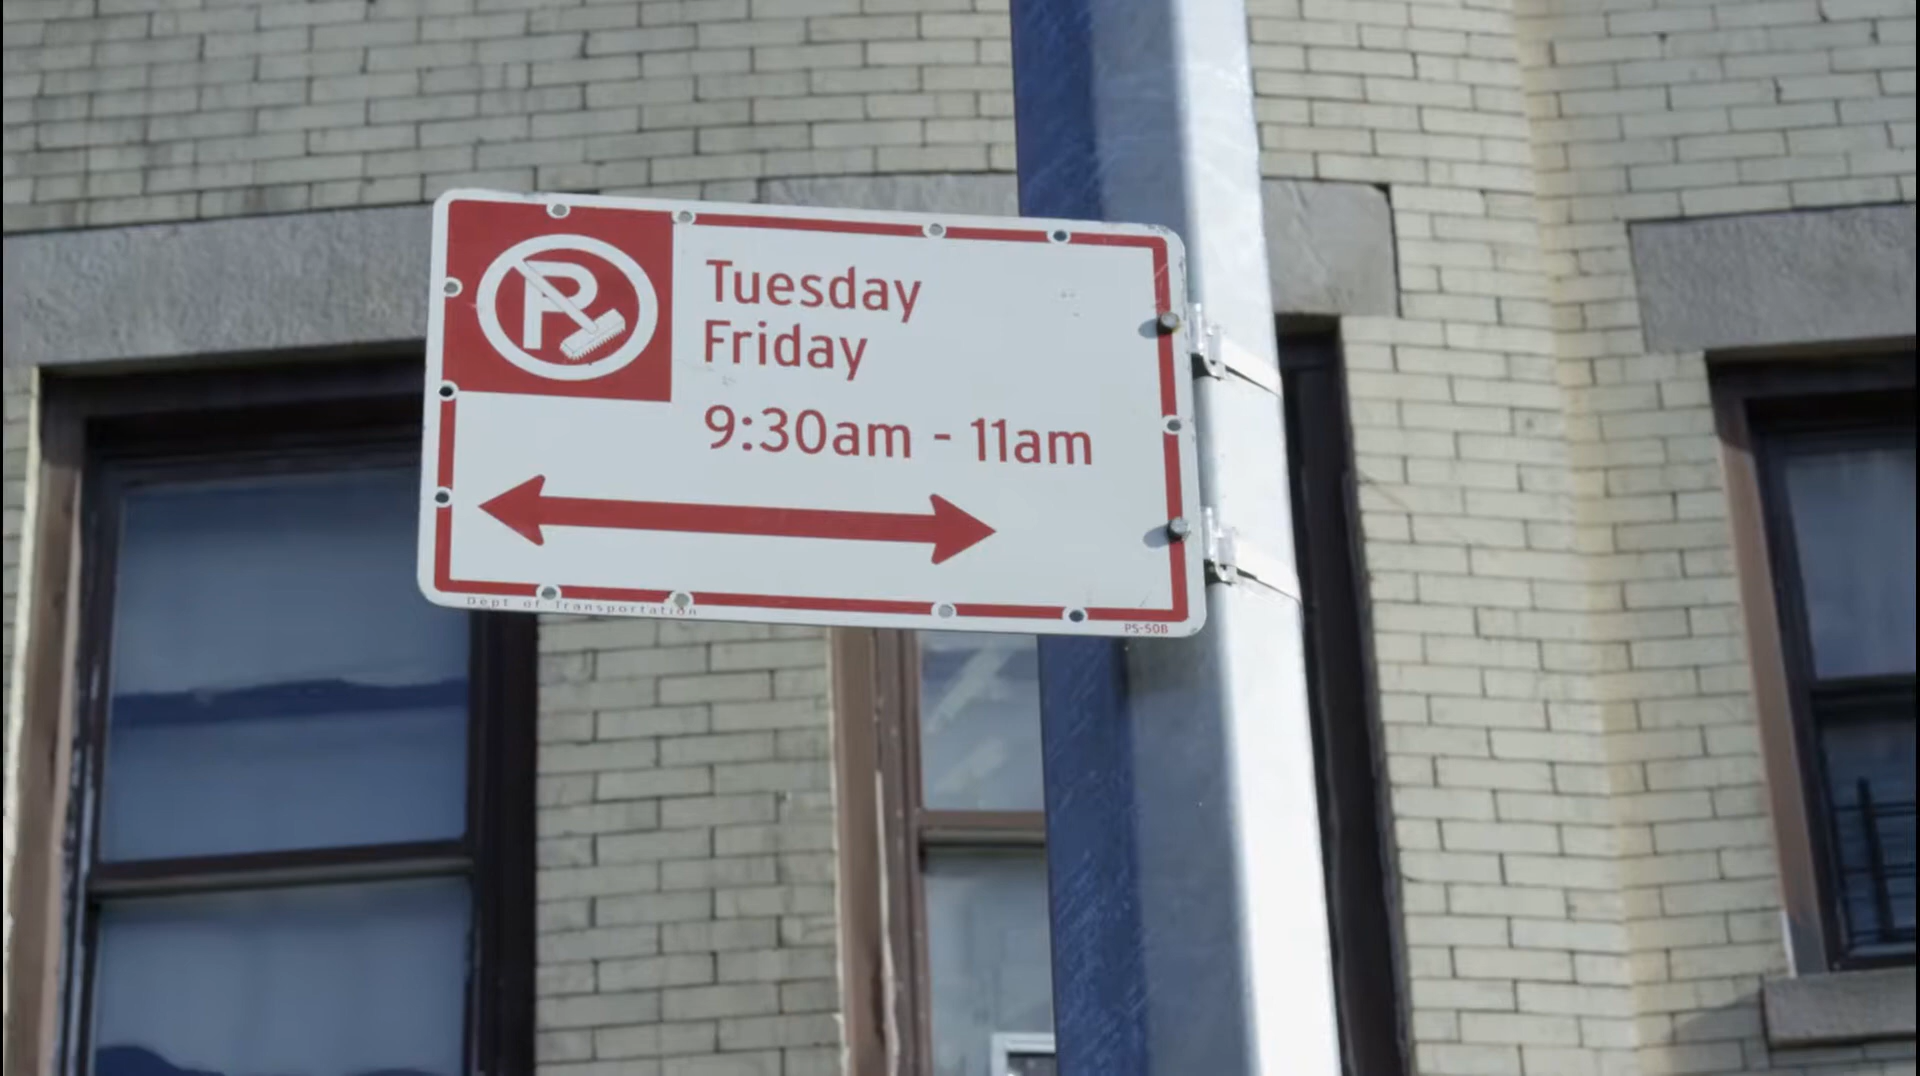 P
Tuesday
Friday
9:30am - 11am
Dept of Transportation
PS-50B